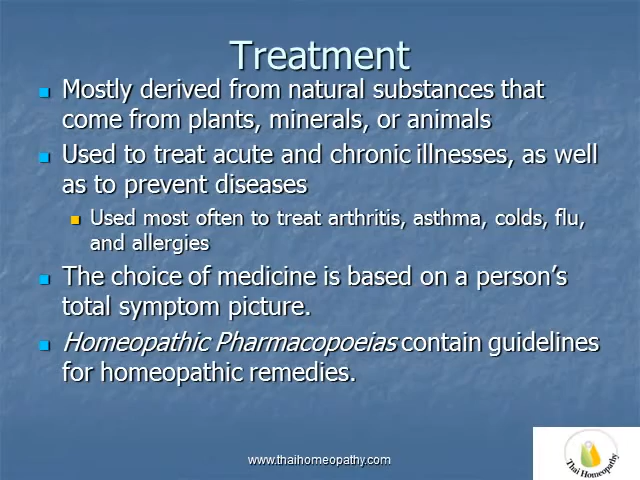 Treatment
Mostly derived from natural substances that
come from plants, minerals, or animals
Used to treat acute and chronic illnesses, as well
as to prevent diseases
Used most often to treat arthritis, asthma, colds, flu,
and allergies
The choice of medicine is based on a person’s
total symptom picture.
Homeopathic Pharmacopoeias contain guidelines
for homeopathic remedies.
www.thaihomeopathy.com
Thai Homeopathy